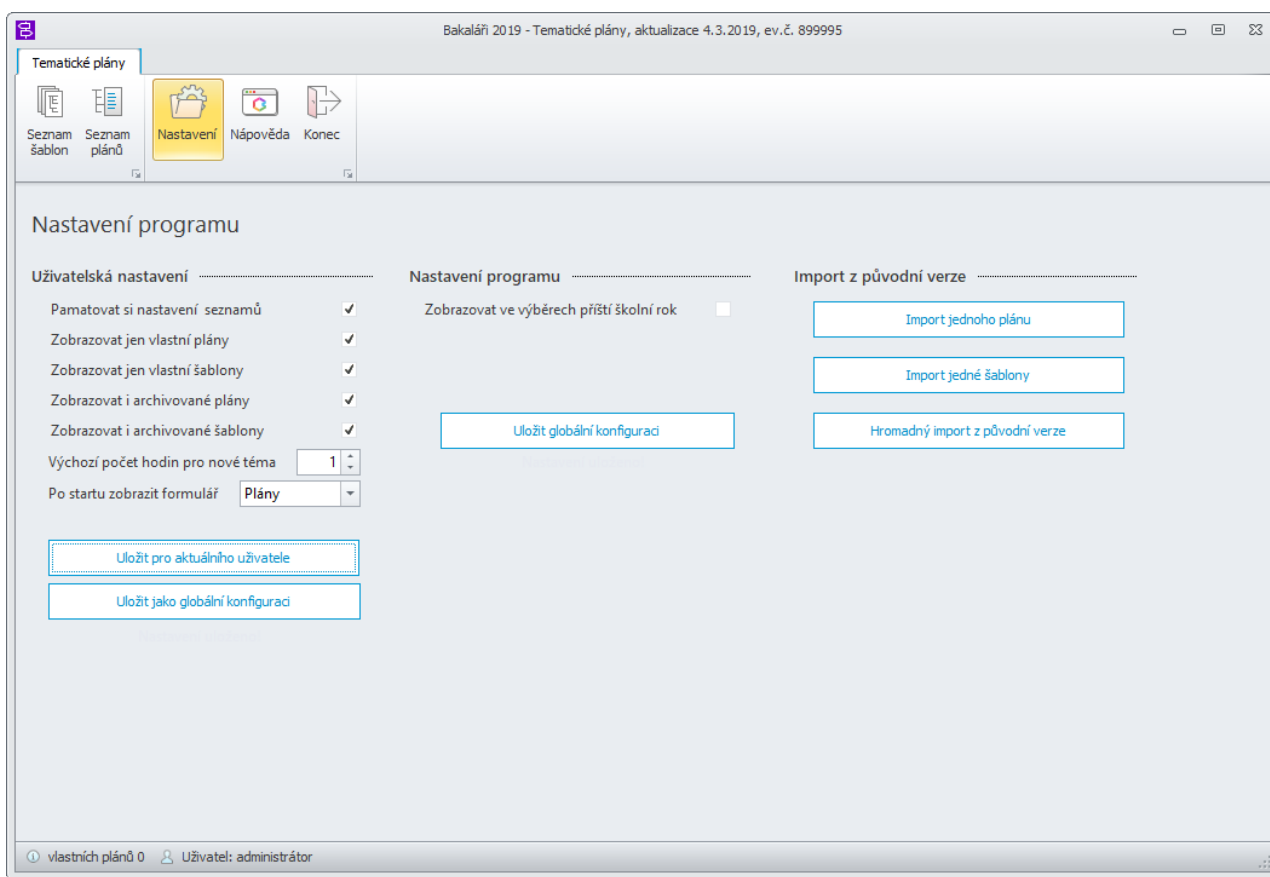 Bakaláři 2019 - Tematické plány, aktualizace 4.3.2019, ev.č. 899995
Tematické plány
Seznam šablon
Seznam plánů
Nastavení
Nápověda
Konec
Nastavení programu
Uživatelská nastavení
Pamatovat si nastavení seznamů
Zobrazovat jen vlastní plány
Zobrazovat jen vlastní šablony
Zobrazovat i archivované plány
Zobrazovat i archivované šablony
Výchozí počet hodin pro nové téma 1
Po startu zobrazit formulář Plány
Uložit pro aktuálního uživatele
Uložit jako globální konfiguraci
Nastavení programu
Zobrazovat ve výběrech příští školní rok
Uložit globální konfiguraci
Import z původní verze
Import jednoho plánu
Import jedné šablony
Hromadný import z původní verze
vlastních plánů 0 Uživatel: administrátor